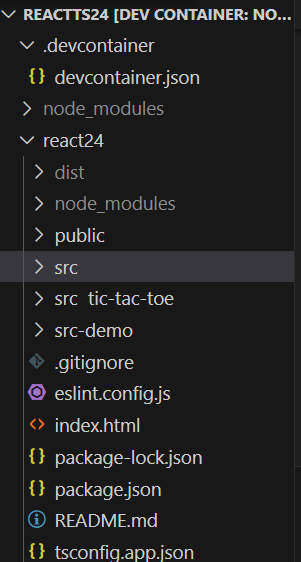 REACTTS24 [DEV CONTAINER: NO...
.devcontainer
{} devcontainer.json
node_modules
react24
dist
node_modules
public
src
src tic-tac-toe
src-demo
.gitignore
eslint.config.js
<> index.html
{} package-lock.json
{} package.json
README.md
{} tsconfig.app.json